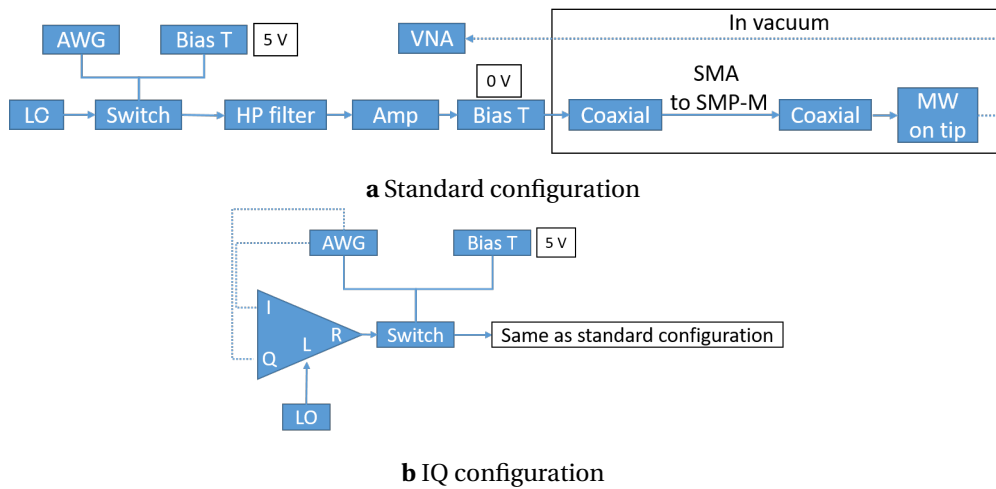 AWG
Bias T
5 V
VNA
In vacuum
0 V
SMA
to SMP-M
LO
Switch
HP filter
Amp
Bias T
Coaxial
Coaxial
MW
on tip
a Standard configuration
AWG
Bias T
5 V
I
R
L
Q
Switch
Same as standard configuration
LO
b IQ configuration